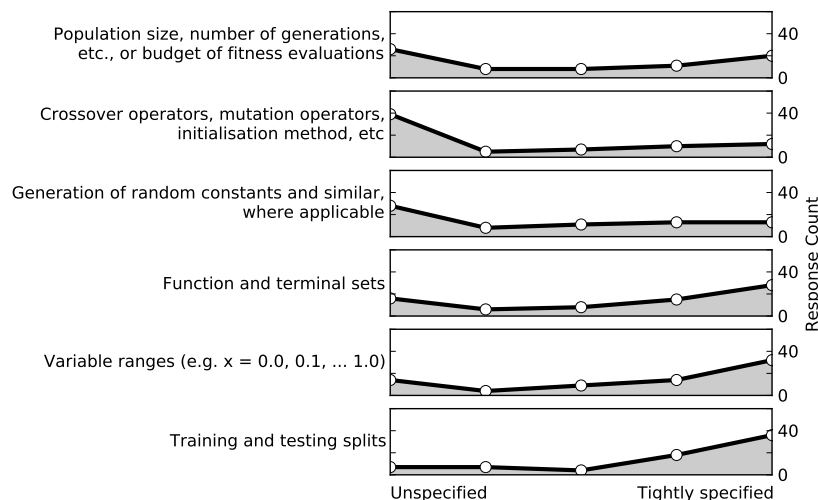 Population size, number of generations,
etc., or budget of fitness evaluations
40
0
Crossover operators, mutation operators,
initialisation method, etc
40
0
Generation of random constants and similar,
where applicable
40
0
Function and terminal sets
40
0
Variable ranges (e.g. x = 0.0, 0.1, ... 1.0)
40
0
Training and testing splits
40
0
Response Count
Unspecified
Tightly specified